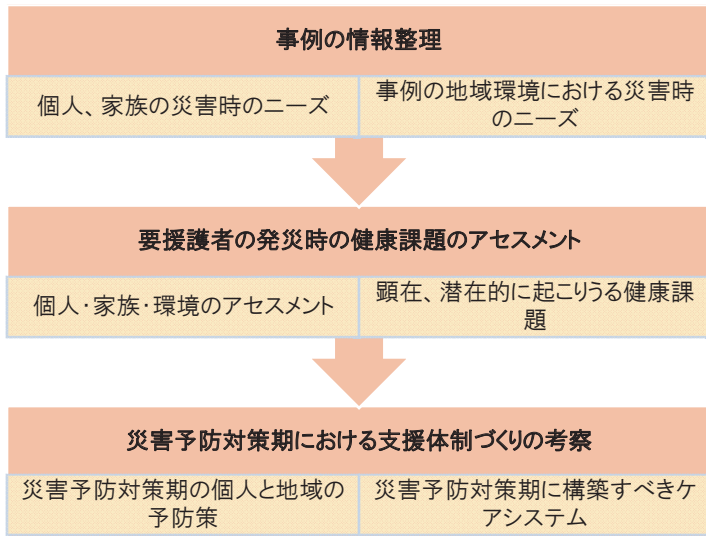 事例の情報整理
個人、家族の災害時のニーズ
事例の地域環境における災害時
のニーズ
要援護者の発災時の健康課題のアセスメント
個人・家族・環境のアセスメント
顕在、潜在的に起こりうる健康課
題
災害予防対策期における支援体制づくりの考察
災害予防対策期の個人と地域の
予防策
災害予防対策期に構築すべきケ
アシステム